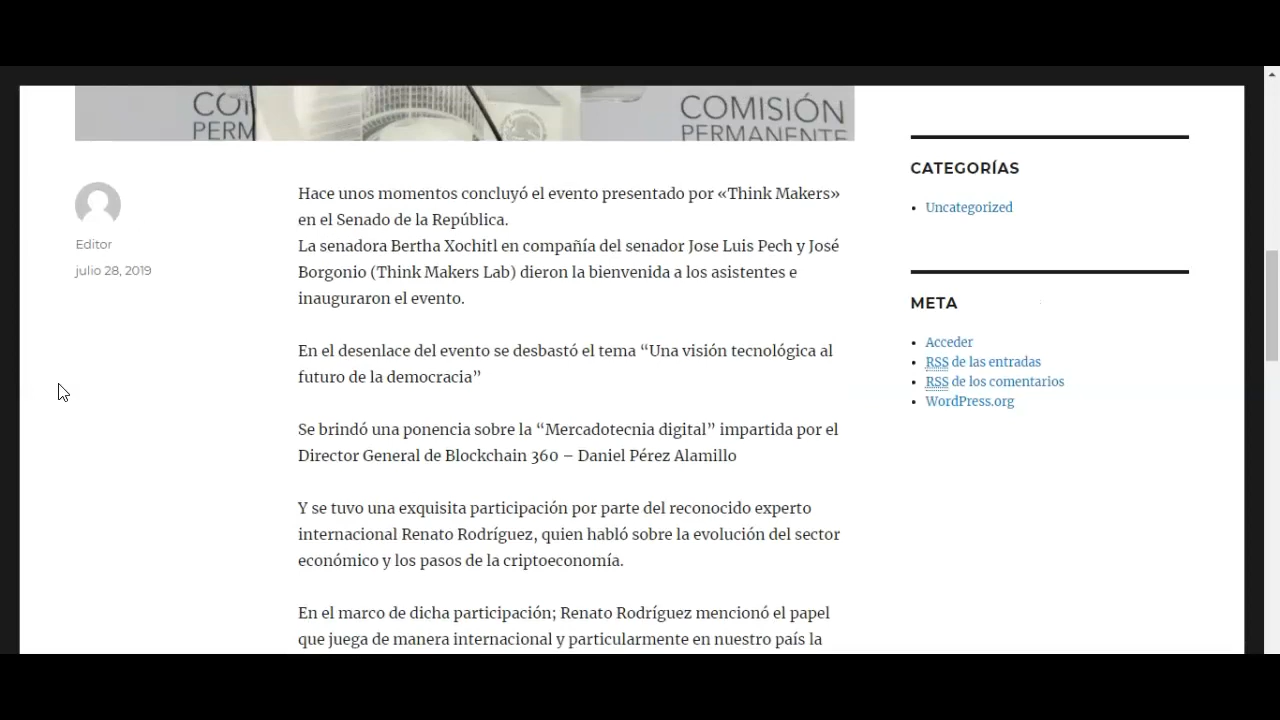 COMISIÓN
PERM
PERMANENTE
Editor
julio 28, 2019
Hace unos momentos concluyó el evento presentado por «Think Makers»
en el Senado de la República.
La senadora Bertha Xochitl en compañía del senador Jose Luis Pech y José
Borgonio (Think Makers Lab) dieron la bienvenida a los asistentes e
inauguraron el evento.
En el desenlace del evento se desbastó el tema “Una visión tecnológica al
futuro de la democracia”
Se brindó una ponencia sobre la “Mercadotecnia digital” impartida por el
Director General de Blockchain 360 – Daniel Pérez Alamillo
Y se tuvo una exquisita participación por parte del reconocido experto
internacional Renato Rodríguez, quien habló sobre la evolución del sector
económico y los pasos de la criptoeconomía.
En el marco de dicha participación; Renato Rodríguez mencionó el papel
que juega de manera internacional y particularmente en nuestro país la
CATEGORÍAS
Uncategorized
META
Acceder
RSS de las entradas
RSS de los comentarios
WordPress.org